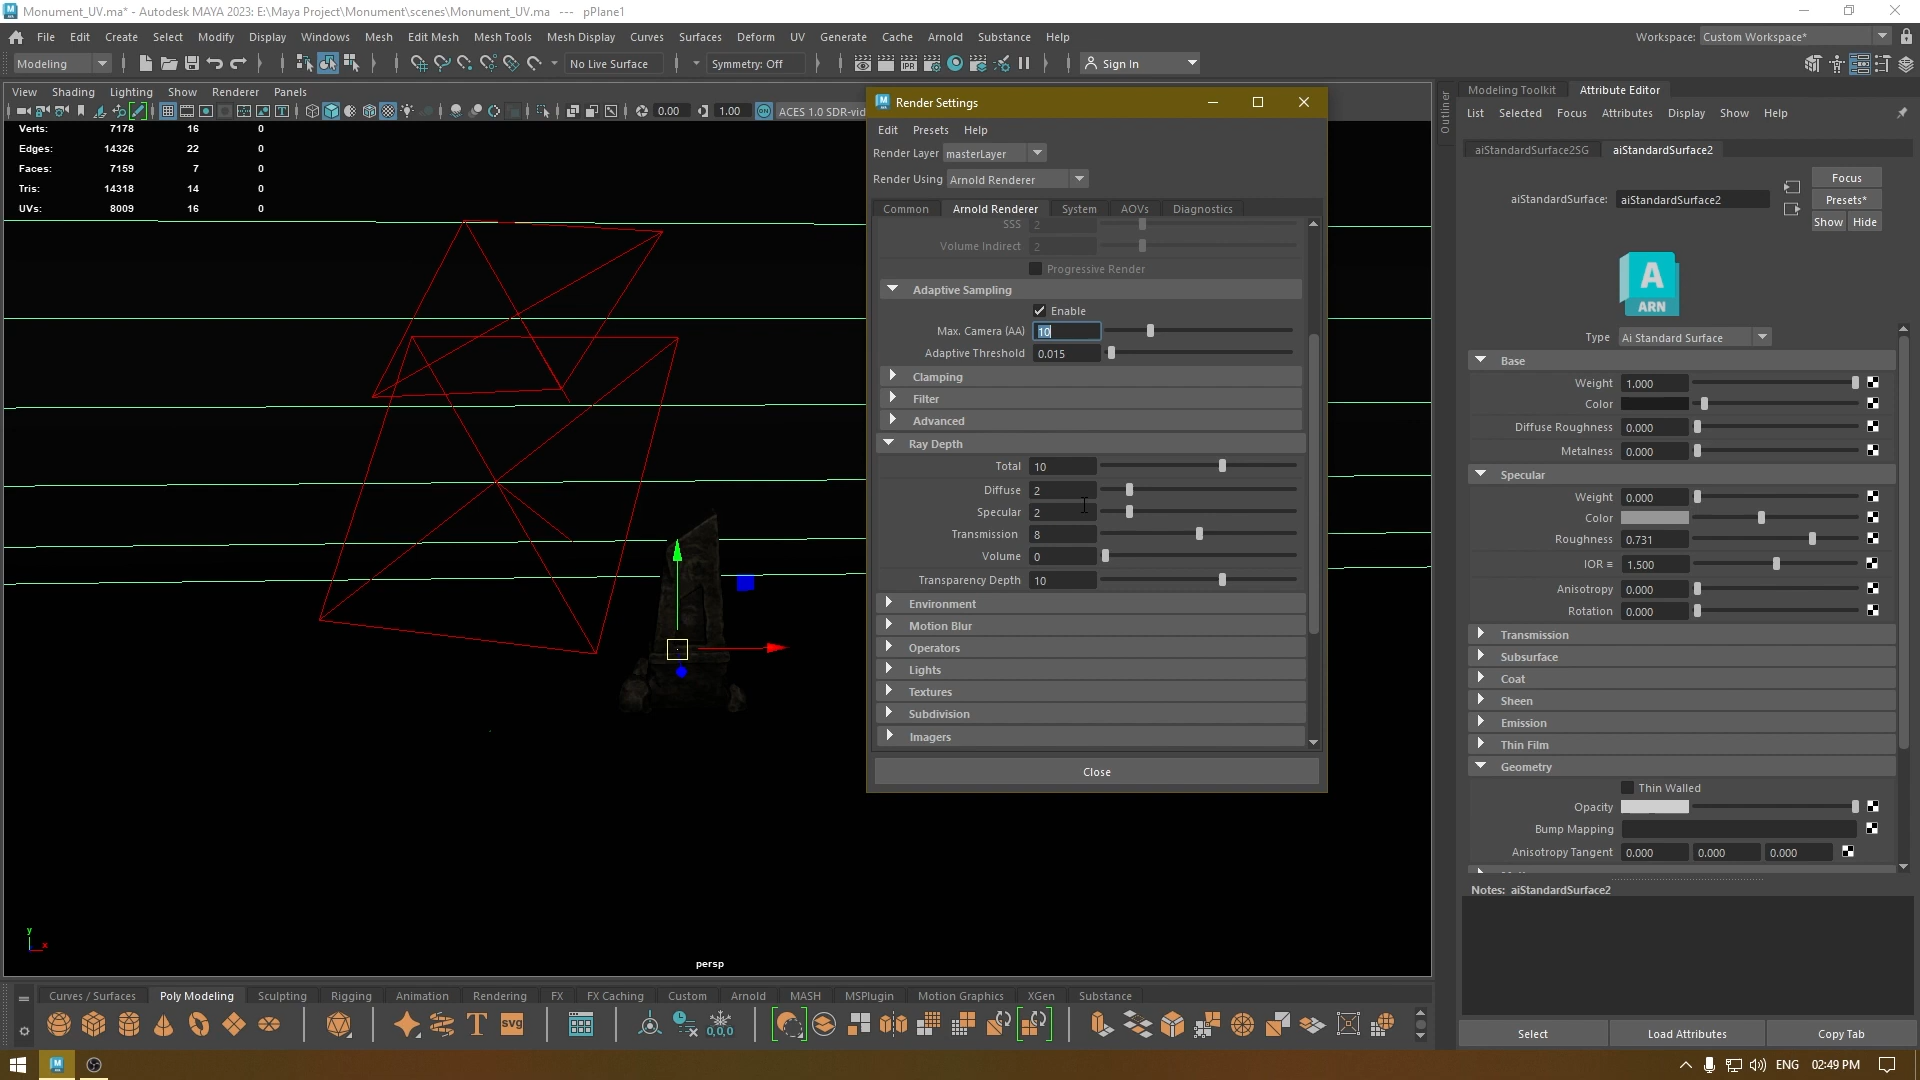 Monument_UV.ma* - Autodesk MAYA 2023: E:\Maya Project\Monument\scenes\Monument_UV.ma --- pPlane1
File Edit Create Select Modify Display Windows Mesh Edit Mesh Mesh Tools Mesh Display Curves Surfaces Deform UV Generate Cache Arnold Substance Help
Workspace: Custom Workspace*
Modeling No Live Surface Symmetry: Off IPR Sign In
View Shading Lighting Show Renderer Panels
0.00 1.00 ON ACES 1.0 SDR-vid
Verts: 7178 16 0
Edges: 14326 22 0
Faces: 7159 7 0
Tris: 14318 14 0
UVs: 8009 16 0
persp
y
x
Render Settings
Edit Presets Help
Render Layer masterLayer
Render Using Arnold Renderer
Common Arnold Renderer System AOVs Diagnostics
SSS 2
Volume Indirect 2
Progressive Render
Adaptive Sampling
Enable
Max. Camera (AA) 10
Adaptive Threshold 0.015
Clamping
Filter
Advanced
Ray Depth
Total 10
Diffuse 2
Specular 2
Transmission 8
Volume 0
Transparency Depth 10
Environment
Motion Blur
Operators
Lights
Textures
Subdivision
Imagers
Close
Outliner
Modeling Toolkit Attribute Editor
List Selected Focus Attributes Display Show Help
aiStandardSurface2SG aiStandardSurface2
aiStandardSurface: aiStandardSurface2
Focus
Presets*
Show Hide
A
ARN
Type Ai Standard Surface
Base
Weight 1.000
Color
Diffuse Roughness 0.000
Metalness 0.000
Specular
Weight 0.000
Color
Roughness 0.731
IOR 1.500
Anisotropy 0.000
Rotation 0.000
Transmission
Subsurface
Coat
Sheen
Emission
Thin Film
Geometry
Thin Walled
Opacity
Bump Mapping
Anisotropy Tangent 0.000 0.000 0.000
Notes: aiStandardSurface2
Select Load Attributes Copy Tab
Curves / Surfaces Poly Modeling Sculpting Rigging Animation Rendering FX FX Caching Custom Arnold MASH MSPlugin Motion Graphics XGen Substance
T SVG 0,0,0
ENG 02:49 PM